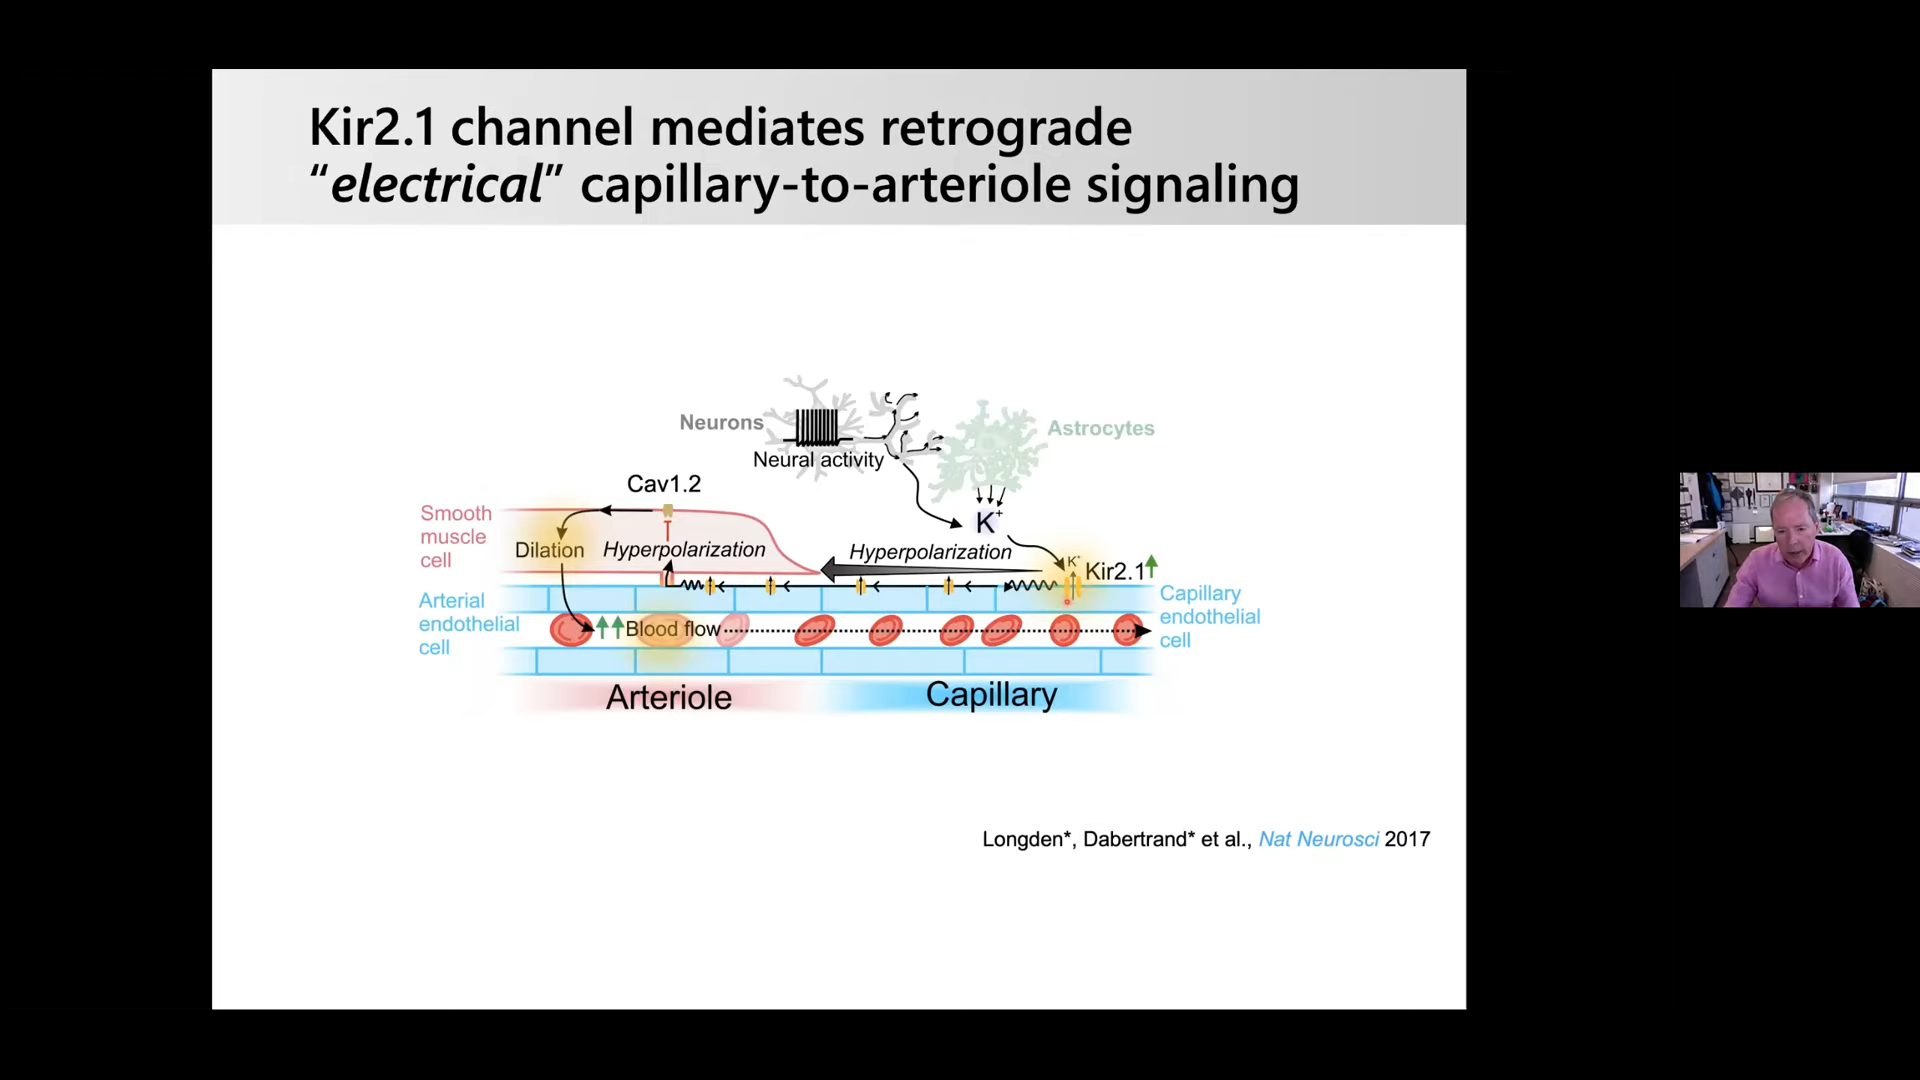 Kir2.1 channel mediates retrograde
“electrical” capillary-to-arteriole signaling
Neurons
Neural activity
Astrocytes
K+
Cav1.2
Smooth
muscle
cell
Dilation
Hyperpolarization
Hyperpolarization
K+
Kir2.1
Arterial
endothelial
cell
Blood flow
Capillary
endothelial
cell
Arteriole
Capillary
Longden*, Dabertrand* et al., Nat Neurosci 2017